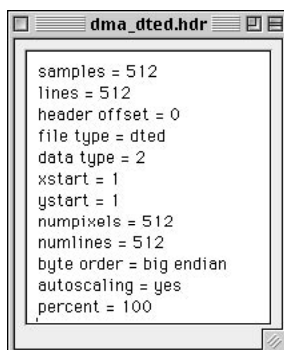 dma_dted.hdr
samples = 512
lines = 512
header offset = 0
file type = dted
data type = 2
xstart = 1
ystart = 1
numpixels = 512
numlines = 512
byte order = big endian
autoscaling = yes
percent = 100